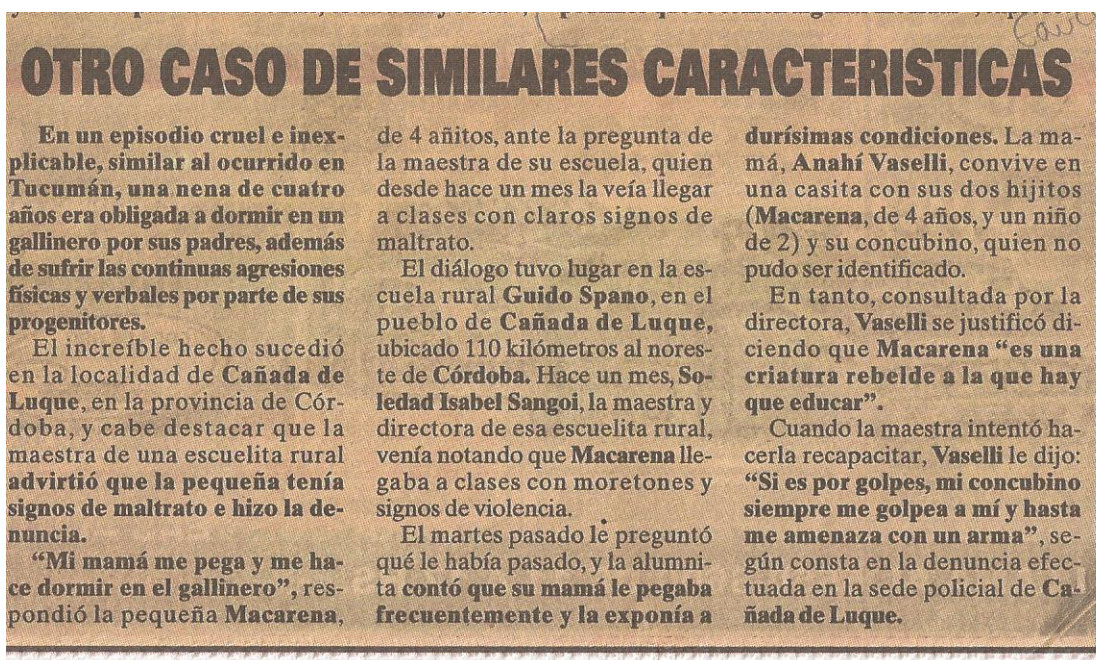 OTRO CASO DE SIMILARES CARACTERISTICAS
En un episodio cruel e inex-
plicable, similar al ocurrido en
Tucumán, una nena de cuatro
años era obligada a dormir en un
gallinero por sus padres, además
de sufrir las continuas agresiones
físicas y verbales por parte de sus
progenitores.
El increíble hecho sucedió
en la localidad de Cañada de
Luque, en la provincia de Cór-
doba, y cabe destacar que la
maestra de una escuelita rural
advirtió que la pequeña tenía
signos de maltrato e hizo la de-
nuncia.
“Mi mamá me pega y me ha-
ce dormir en el gallinero”, res-
pondió la pequeña Macarena,
de 4 añitos, ante la pregunta de
la maestra de su escuela, quien
desde hace un mes la veía llegar
a clases con claros signos de
maltrato.
El diálogo tuvo lugar en la es-
cuela rural Guido Spano, en el
pueblo de Cañada de Luque,
ubicado 110 kilómetros al nores-
te de Córdoba. Hace un mes, So-
ledad Isabel Sangoi, la maestra y
directora de esa escuelita rural,
venía notando que Macarena lle-
gaba a clases con moretones y
signos de violencia.
El martes pasado le preguntó
qué le había pasado, y la alumni-
ta contó que su mamá le pegaba
frecuentemente y la exponía a
durísimas condiciones. La ma-
má, Anahí Vaselli, convive en
una casita con sus dos hijitos
(Macarena, de 4 años, y un niño
de 2) y su concubino, quien no
pudo ser identificado.
En tanto, consultada por la
directora, Vaselli se justificó di-
ciendo que Macarena “es una
criatura rebelde a la que hay
que educar”.
Cuando la maestra intentó ha-
cerla recapacitar, Vaselli le dijo:
“Si es por golpes, mi concubino
siempre me golpea a mí y hasta
me amenaza con un arma”, se-
gún consta en la denuncia efec-
tuada en la sede policial de Ca-
ñada de Luque.